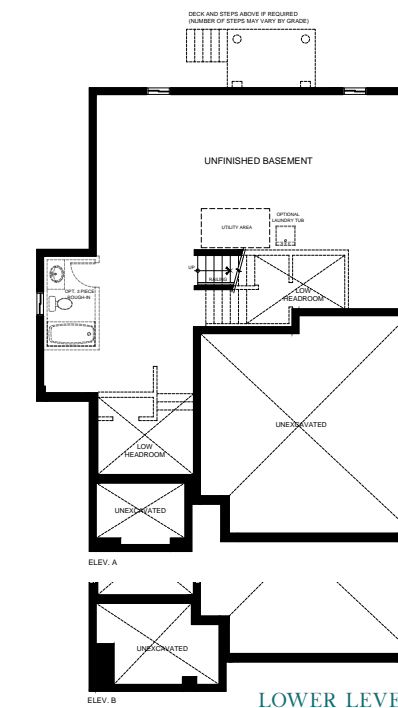 DECK AND STEPS ABOVE IF REQUIRED
(NUMBER OF STEPS MAY VARY BY GRADE)
UNFINISHED BASEMENT
UTILITY AREA
OPTIONAL
LAUNDRY TUB
UP
RAILING
OPT. 3 PIECE
ROUGH-IN
LOW
HEADROOM
UNEXCAVATED
LOW
HEADROOM
UNEXCAVATED
ELEV. A
UNEXCAVATED
ELEV. B
LOWER LEVE